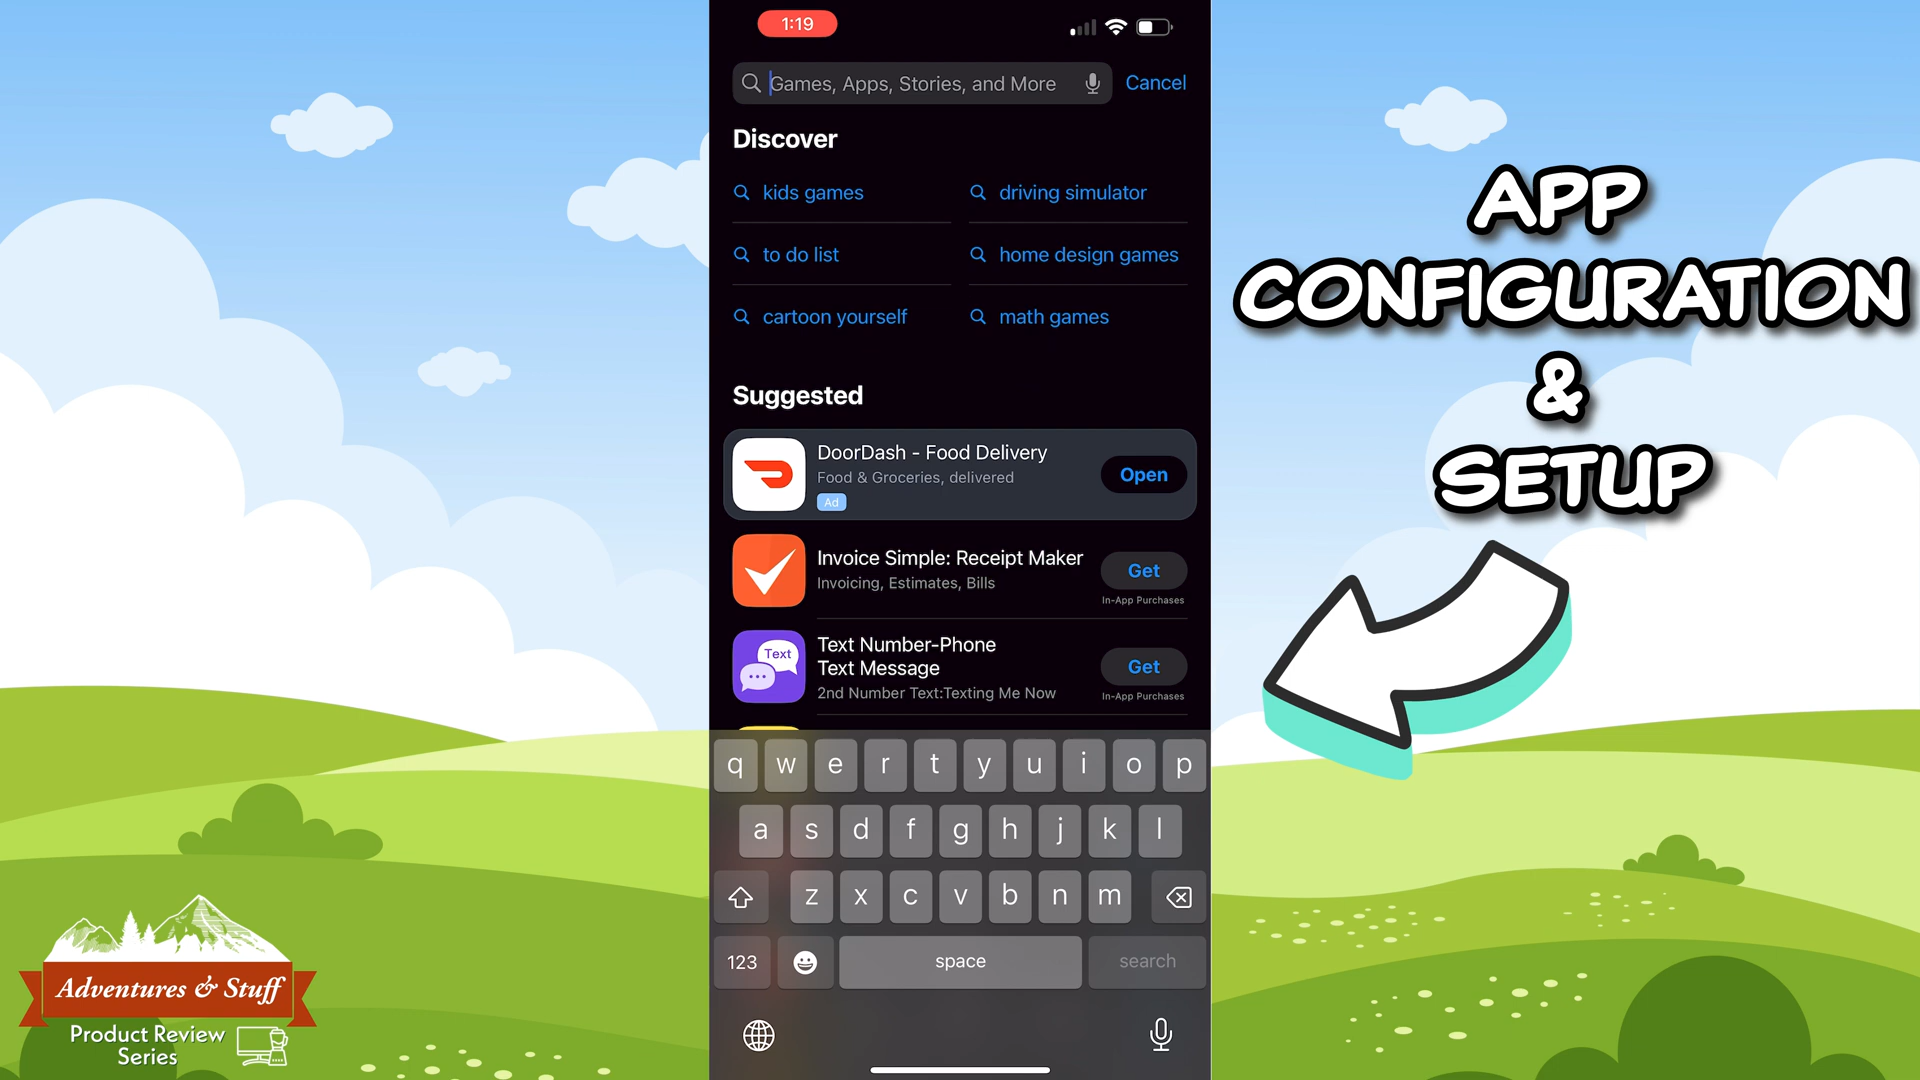 1:19
Games, Apps, Stories, and More
Cancel
Discover
kids games
driving simulator
to do list
home design games
cartoon yourself
math games
Suggested
DoorDash - Food Delivery
Food & Groceries, delivered
Ad
Open
Invoice Simple: Receipt Maker
Invoicing, Estimates, Bills
Get
In-App Purchases
Text
Text Number-Phone
Text Message
2nd Number Text:Texting Me Now
Get
In-App Purchases
q w e r t y u i o p
a s d f g h j k l
z x c v b n m
123
space
search
APP
CONFIGURATION
&
SETUP
Adventures & Stuff
Product Review
Series